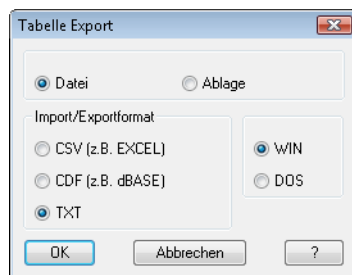 Tabelle Export
Datei Ablage
Import/Exportformat
CSV (z.B. EXCEL) WIN
CDF (z.B. dBASE) DOS
TXT
OK Abbrechen ?